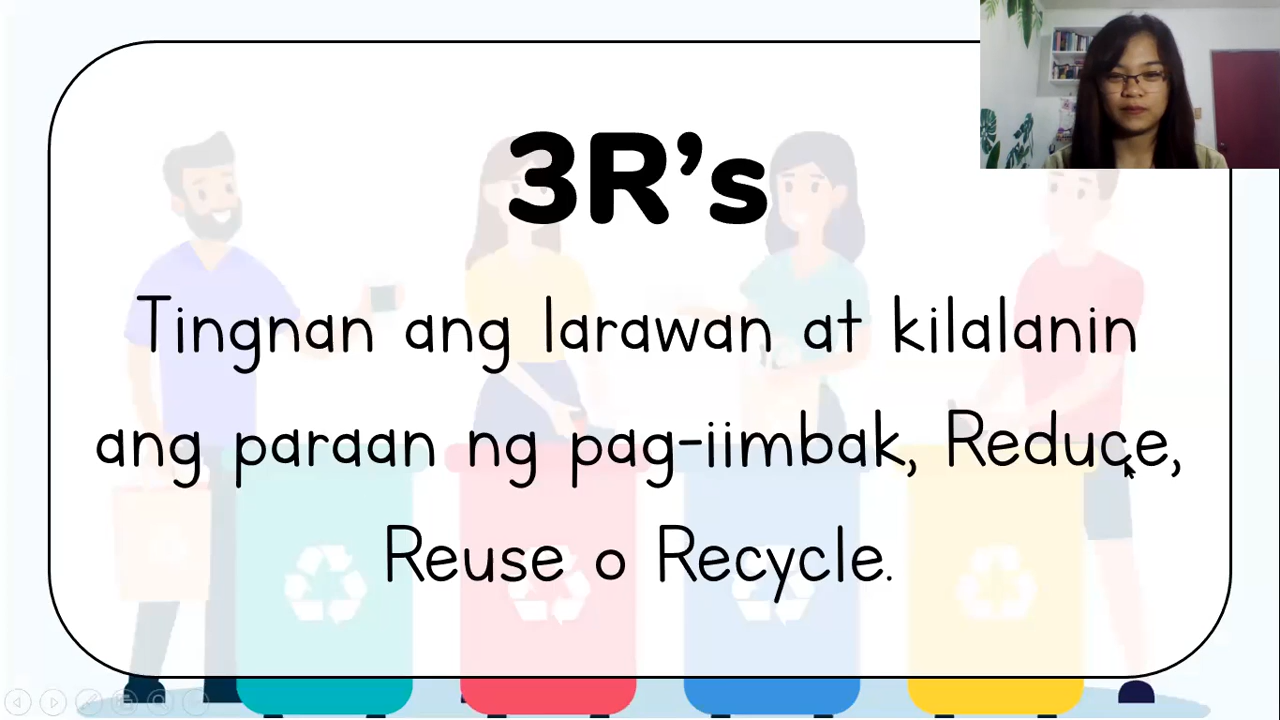 3R's
Tingnan ang larawan at kilalanin
ang paraan ng pag-iimbak, Reduce,
Reuse o Recycle.